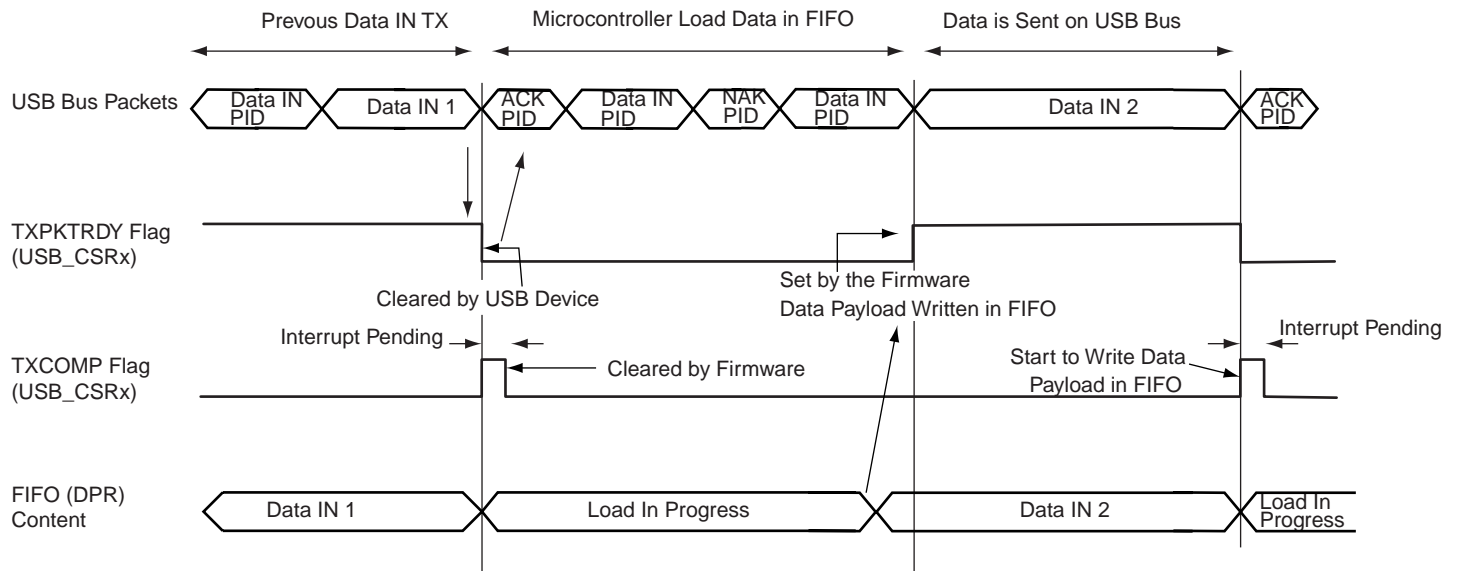 Prevous Data IN TX
Microcontroller Load Data in FIFO
Data is Sent on USB Bus
USB Bus Packets
Data IN
PID
Data IN 1
ACK
PID
Data IN
PID
NAK
PID
Data IN
PID
Data IN 2
ACK
PID
TXPKTRDY Flag
(USB_CSRx)
Cleared by USB Device
Set by the Firmware
Data Payload Written in FIFO
Interrupt Pending
Interrupt Pending
TXCOMP Flag
(USB_CSRx)
Cleared by Firmware
Start to Write Data
Payload in FIFO
FIFO (DPR)
Content
Data IN 1
Load In Progress
Data IN 2
Load In
Progress